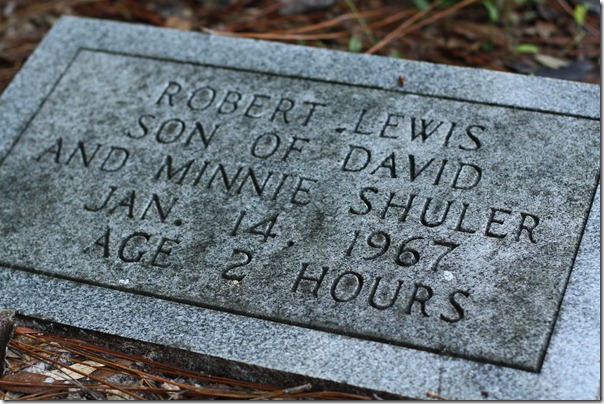 ROBERT LEWIS
SON OF DAVID
AND MINNIE SHULER
JAN. 14, 1967
AGE 2 HOURS